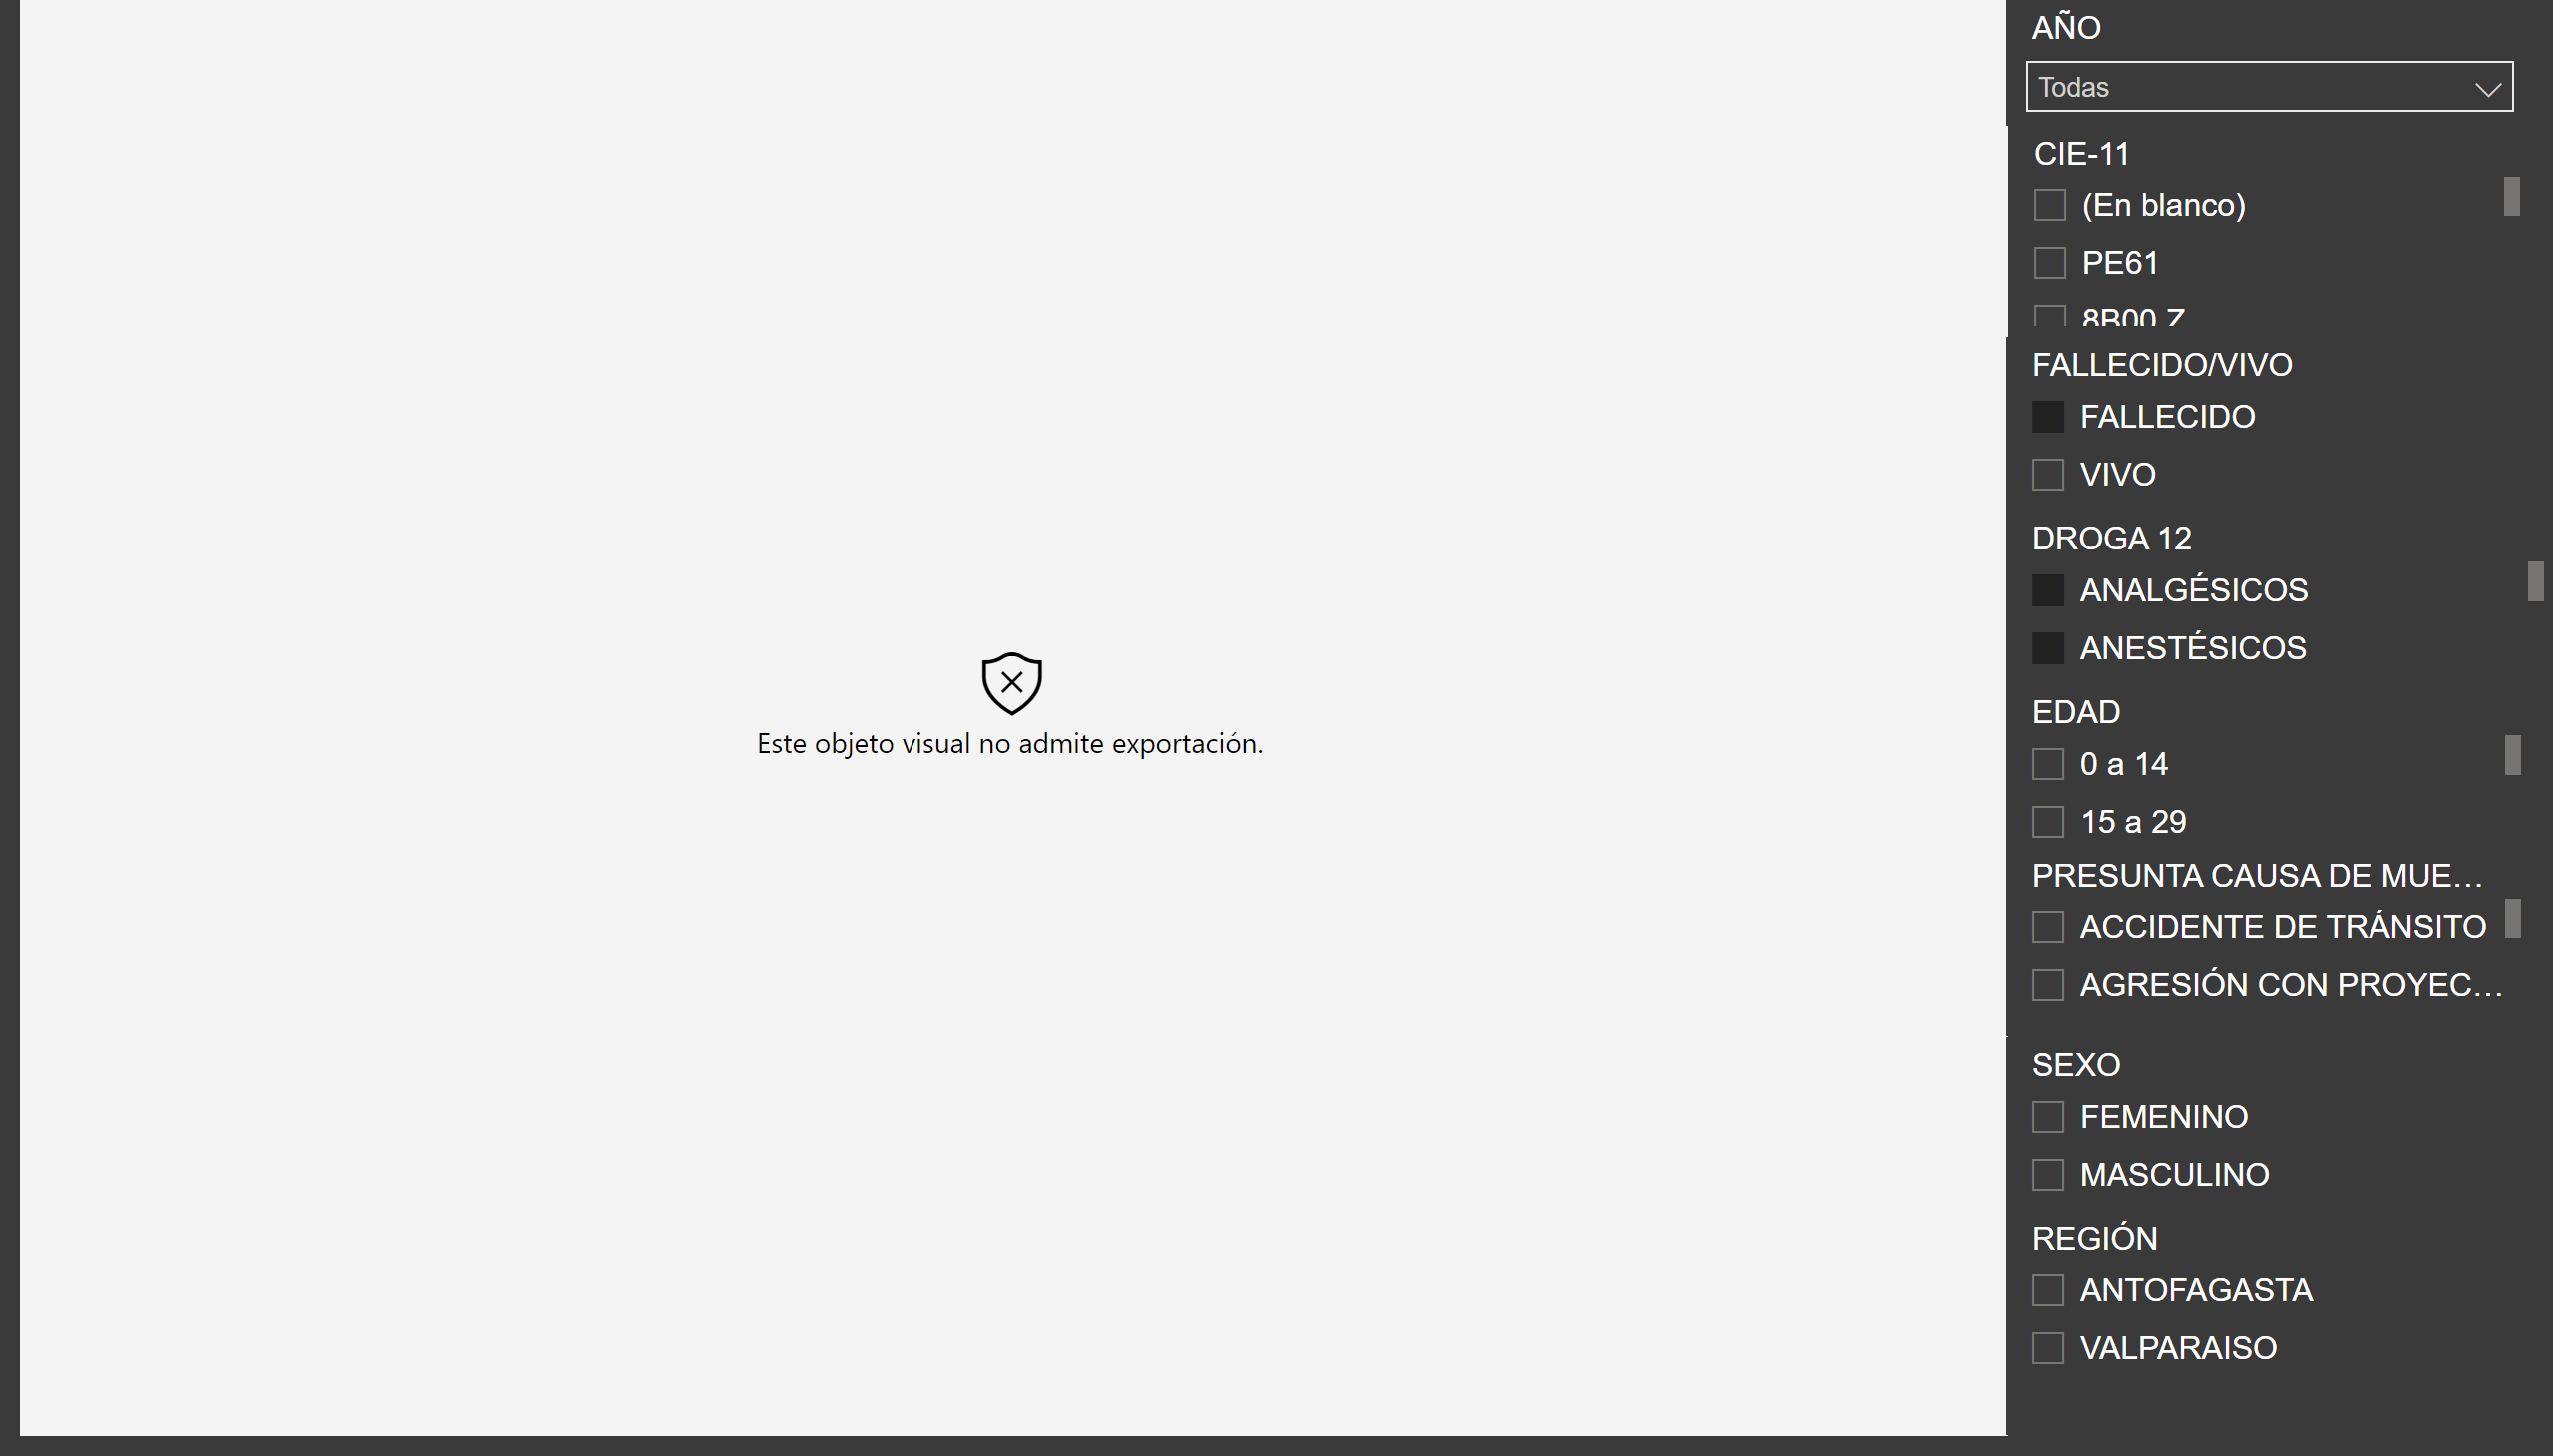 Este objeto visual no admite exportación.
AÑO
Todas
CIE-11
(En blanco)
PE61
8B00.Z
FALLECIDO/VIVO
FALLECIDO
VIVO
DROGA 12
ANALGÉSICOS
ANESTÉSICOS
EDAD
0 a 14
15 a 29
PRESUNTA CAUSA DE MUE...
ACCIDENTE DE TRÁNSITO
AGRESIÓN CON PROYEC...
SEXO
FEMENINO
MASCULINO
REGIÓN
ANTOFAGASTA
VALPARAISO